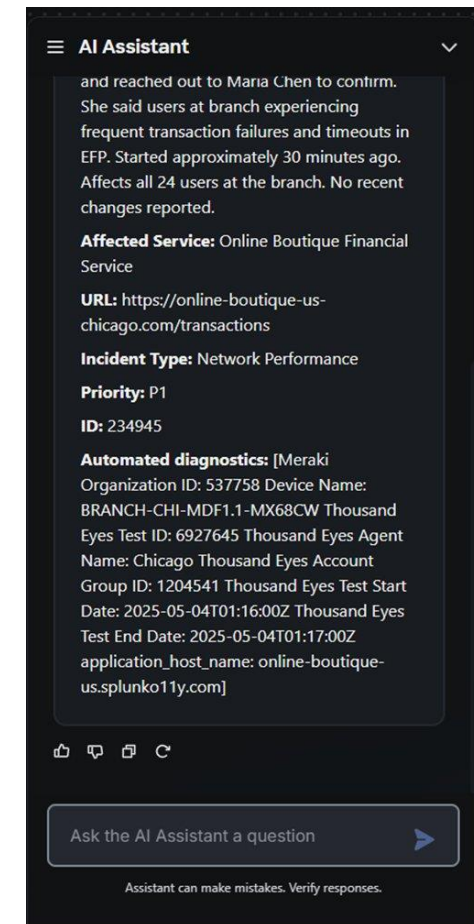 AI Assistant
and reached out to Maria Chen to confirm.
She said users at branch experiencing
frequent transaction failures and timeouts in
EFP. Started approximately 30 minutes ago.
Affects all 24 users at the branch. No recent
changes reported.
Affected Service: Online Boutique Financial
Service
URL: https://online-boutique-us-
chicago.com/transactions
Incident Type: Network Performance
Priority: P1
ID: 234945
Automated diagnostics: [Meraki
Organization ID: 537758 Device Name:
BRANCH-CHI-MDF1.1-MX68CW Thousand
Eyes Test ID: 6927645 Thousand Eyes Agent
Name: Chicago Thousand Eyes Account
Group ID: 1204541 Thousand Eyes Test Start
Date: 2025-05-04T01:16:00Z Thousand Eyes
Test End Date: 2025-05-04T01:17:00Z
application_host_name: online-boutique-
us.splunko11y.com]
Ask the AI Assistant a question
Assistant can make mistakes. Verify responses.